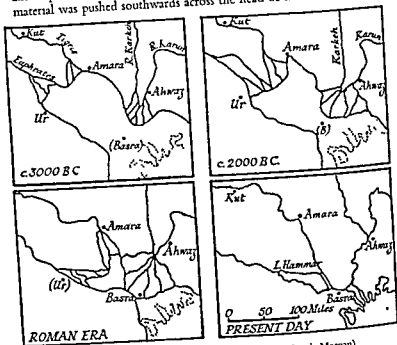 material was pushed southwards across the head
Kut
Tigris
Euphrates
Amara
R. Karkeh
R. Karun
Ahwaz
Ur
(Basra)
c.3000 BC
Kut
Amara
Karkeh
Karun
Ahwaz
Ur
(B)
c.2000 BC.
Amara
Ahwaz
(Ur)
Basra
ROMAN ERA
Kut
Amara
Ahwaz
L. Hammar
Basra
0 50 100 Miles
PRESENT DAY